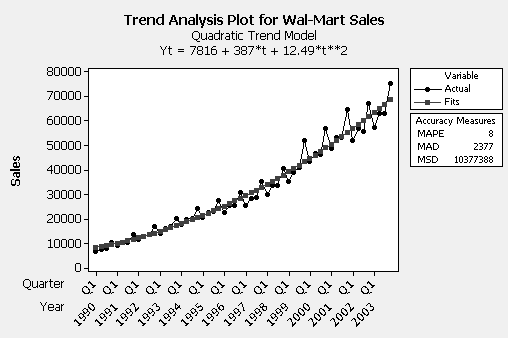 Trend Analysis Plot for Wal-Mart Sales
Quadratic Trend Model
Yt = 7816 + 387*t + 12.49*t**2
Variable
Actual
Fits
Accuracy Measures
MAPE 8
MAD 2377
MSD 10377388
Sales
80000
70000
60000
50000
40000
30000
20000
10000
0
Quarter Q1 Q1 Q1 Q1 Q1 Q1 Q1 Q1 Q1 Q1 Q1 Q1 Q1 Q1
Year 1990 1991 1992 1993 1994 1995 1996 1997 1998 1999 2000 2001 2002 2003